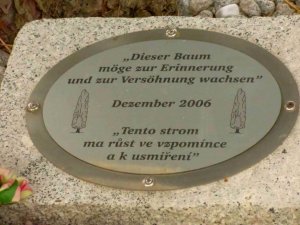 „Dieser Baum
möge zur Erinnerung
und zur Versöhnung wachsen”
Dezember 2006
„Tento strom
ma růst ve vzpomínce
a k usmíření”